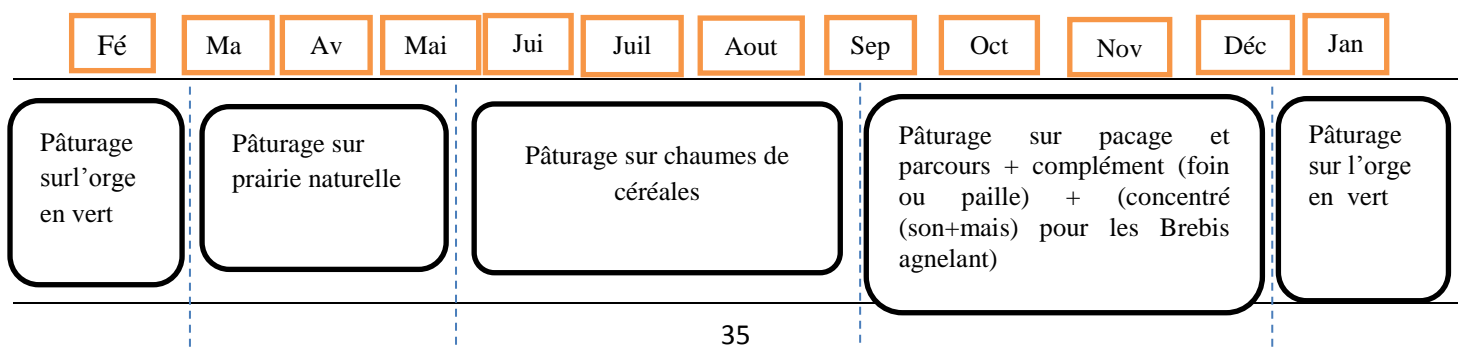 Fé Ma Av Mai Jui Juil Aout Sep Oct Nov Déc Jan
Pâturage
surl’orge
en vert
Pâturage sur
prairie naturelle
Pâturage sur chaumes de
céréales
Pâturage sur pacage et
parcours + complément (foin
ou paille) + (concentré
(son+mais) pour les Brebis
agnelant)
Pâturage
sur l’orge
en vert
35